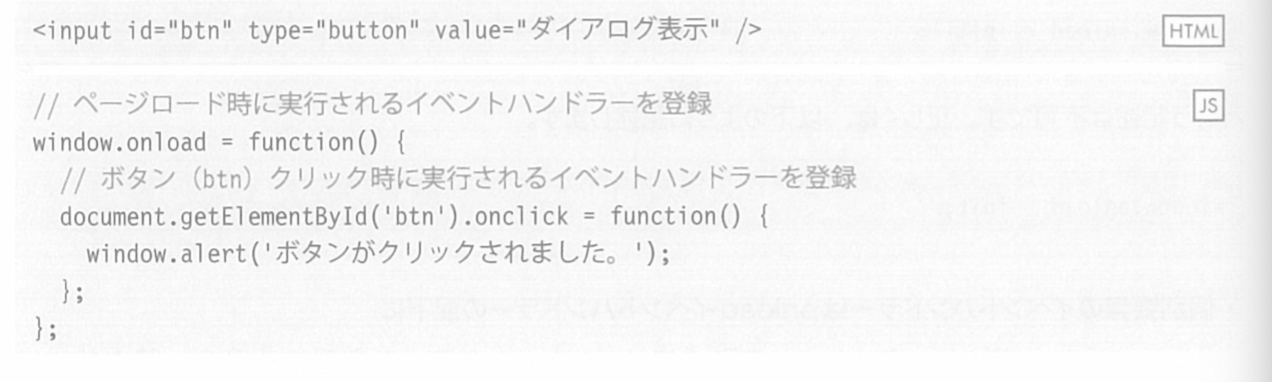 <input id="btn" type="button" value="ダイアログ表示" /> HTML
// ページロード時に実行されるイベントハンドラーを登録 JS
window.onload = function() {
  // ボタン（btn）クリック時に実行されるイベントハンドラーを登録
  document.getElementById('btn').onclick = function() {
    window.alert('ボタンがクリックされました。');
  };
};